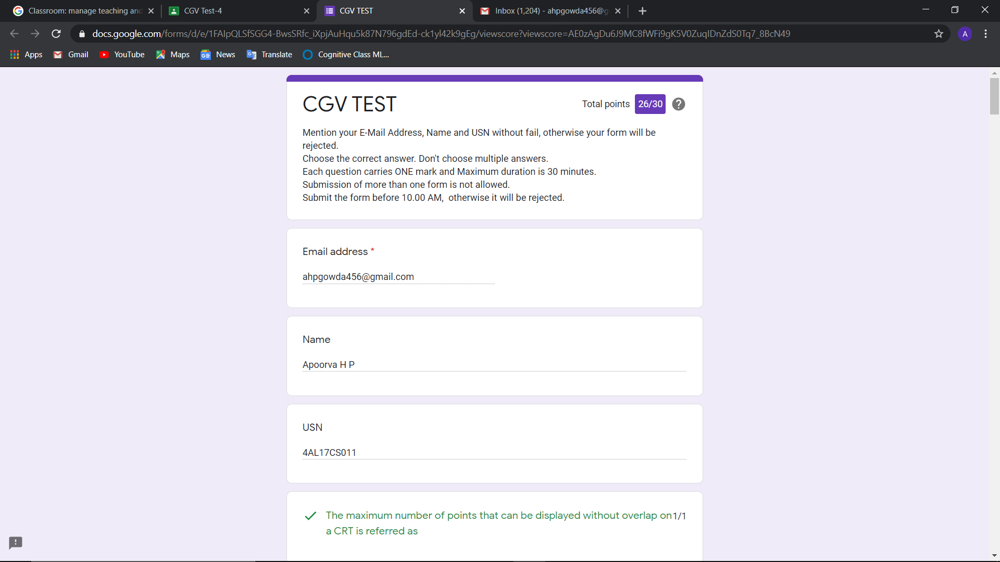 Classroom: manage teaching and
CGV Test-4
CGV TEST
Inbox (1,204) - ahpgowda456@g
docs.google.com/forms/d/e/1FAIpQLSfSGG4-BwsSRfc_iXpjAuHqu5k87N796gdEd-ck1yl42k9gEg/viewscore?viewscore=AE0zAgDu6J9MC8fWFi9gK5V0ZuqIDnZdS0Tq7_8BcN49
A
Apps
Gmail
YouTube
Maps
News
Translate
Cognitive Class ML...
CGV TEST
Total points 26/30
Mention your E-Mail Address, Name and USN without fail, otherwise your form will be
rejected.
Choose the correct answer. Don't choose multiple answers.
Each question carries ONE mark and Maximum duration is 30 minutes.
Submission of more than one form is not allowed.
Submit the form before 10.00 AM,  otherwise it will be rejected.
Email address *
ahpgowda456@gmail.com
Name
Apoorva H P
USN
4AL17CS011
The maximum number of points that can be displayed without overlap on 1/1
a CRT is referred as